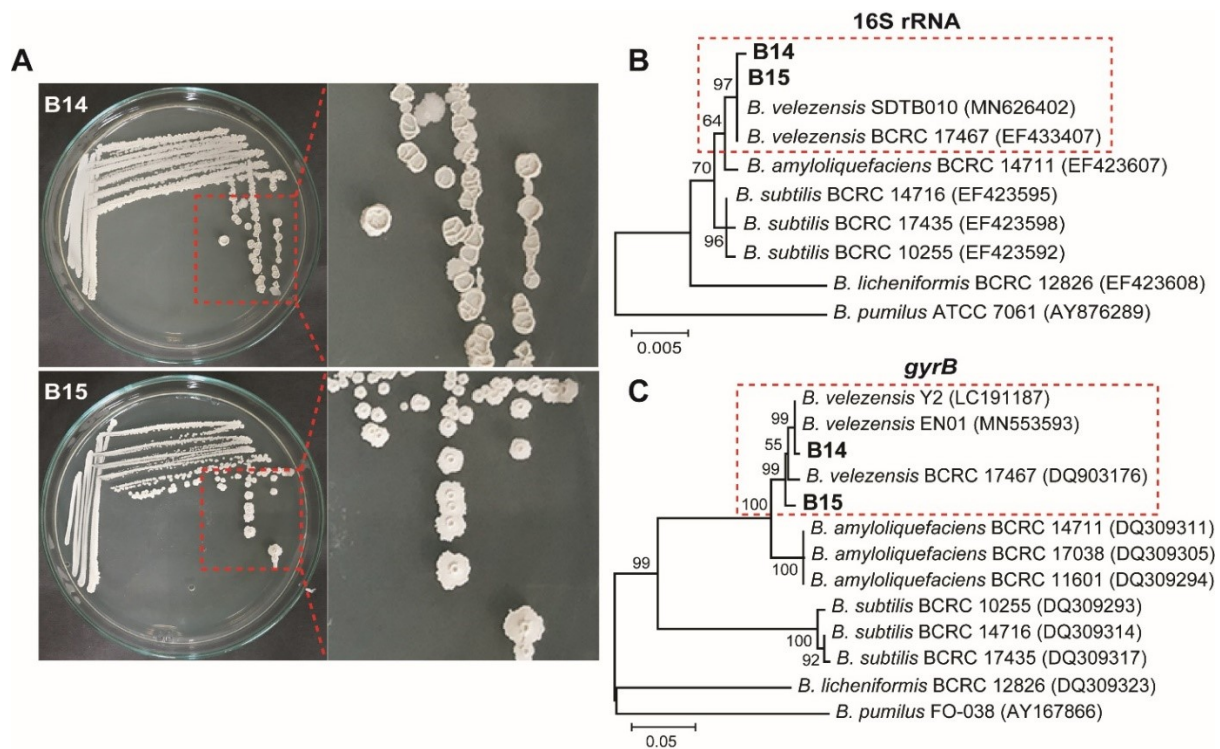 A
B14
B15
B
16S rRNA
B14
B15
B. velezensis SDTB010 (MN626402)
B. velezensis BCRC 17467 (EF433407)
B. amyloliquefaciens BCRC 14711 (EF423607)
B. subtilis BCRC 14716 (EF423595)
B. subtilis BCRC 17435 (EF423598)
B. subtilis BCRC 10255 (EF423592)
B. licheniformis BCRC 12826 (EF423608)
B. pumilus ATCC 7061 (AY876289)
97
64
70
96
0.005
C
gyrB
B. velezensis Y2 (LC191187)
B. velezensis EN01 (MN553593)
B14
B. velezensis BCRC 17467 (DQ903176)
B15
B. amyloliquefaciens BCRC 14711 (DQ309311)
B. amyloliquefaciens BCRC 17038 (DQ309305)
B. amyloliquefaciens BCRC 11601 (DQ309294)
B. subtilis BCRC 10255 (DQ309293)
B. subtilis BCRC 14716 (DQ309314)
B. subtilis BCRC 17435 (DQ309317)
B. licheniformis BCRC 12826 (DQ309323)
B. pumilus FO-038 (AY167866)
99
55
99
100
100
99
100
92
0.05